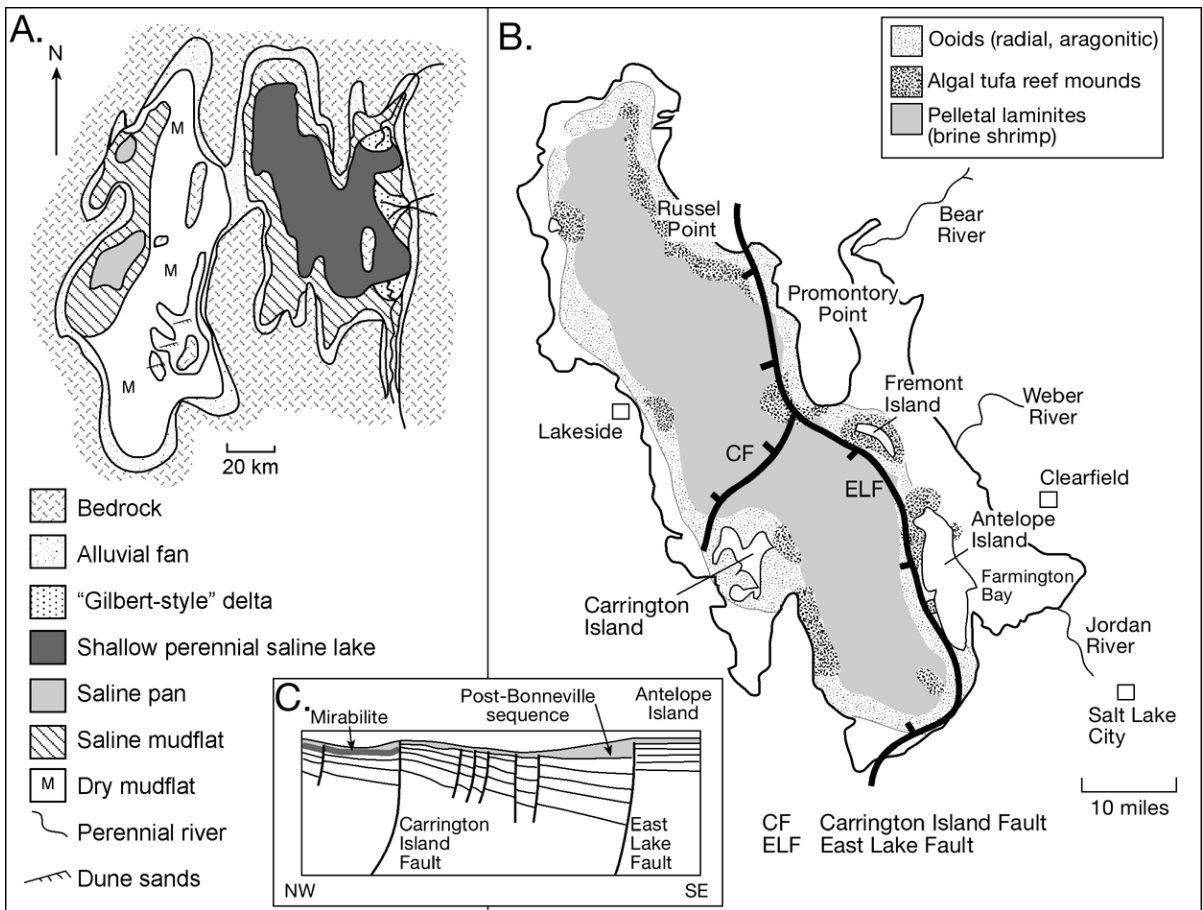 A.
N
M
M
M
20 km
Bedrock
Alluvial fan
“Gilbert-style” delta
Shallow perennial saline lake
Saline pan
Saline mudflat
M Dry mudflat
Perennial river
Dune sands
B.
Ooids (radial, aragonitic)
Algal tufa reef mounds
Pelletal laminites
(brine shrimp)
Russel
Point
Bear
River
Promontory
Point
Fremont
Island
Weber
River
Lakeside
CF
ELF
Clearfield
Antelope
Island
Farmington
Bay
Carrington
Island
Jordan
River
Salt Lake
City
10 miles
CF Carrington Island Fault
ELF East Lake Fault
C.
Mirabilite
Post-Bonneville
sequence
Antelope
Island
Carrington
Island
Fault
East
Lake
Fault
NW
SE